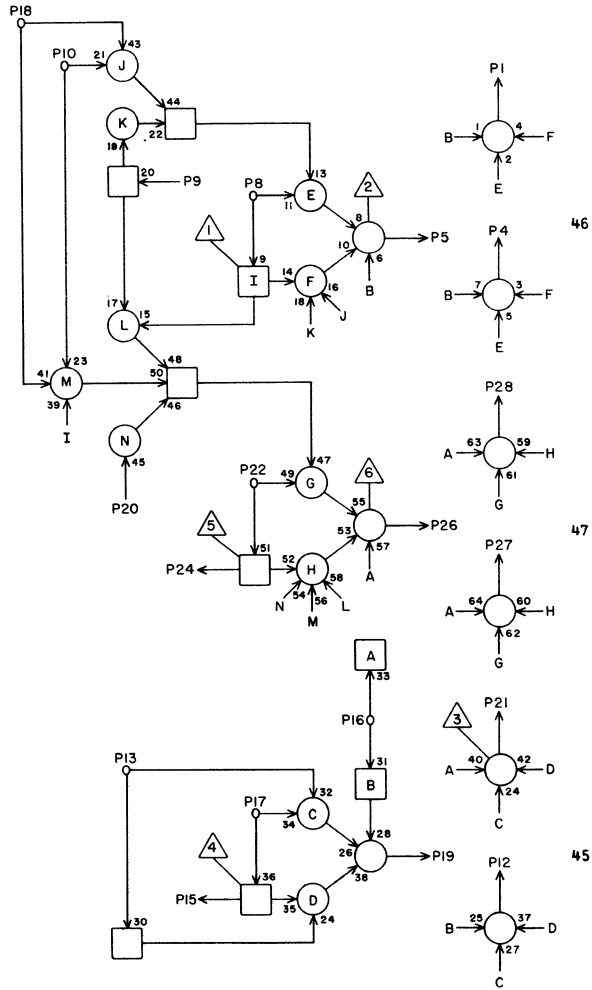 P18
43
P10 21 J
P1
44
K 22
19
1 4
B F
2
E
20
P9
13
P8 E 2
11
8
1
46
P4
9 10 P5
14 6
I F 16 B
18 J
K
7 3
B F
5
E
17 15
L
48
23 50
41 M
39 46
I
P28
N
45
P20
47
63 59
A H
61
G
P22 49 G 6
55
5
47
53 P26
51 52 57
P24 H 58 A
54 56
N M L
P27
64 60
A H
62
G
A
33
P16
P21
3
31
B
40 42
A D
24
C
P13
32
P17 C 28
34
26 P19
4 38
45
P12
36
P15 35 D
24
30
25 37
B D
27
C